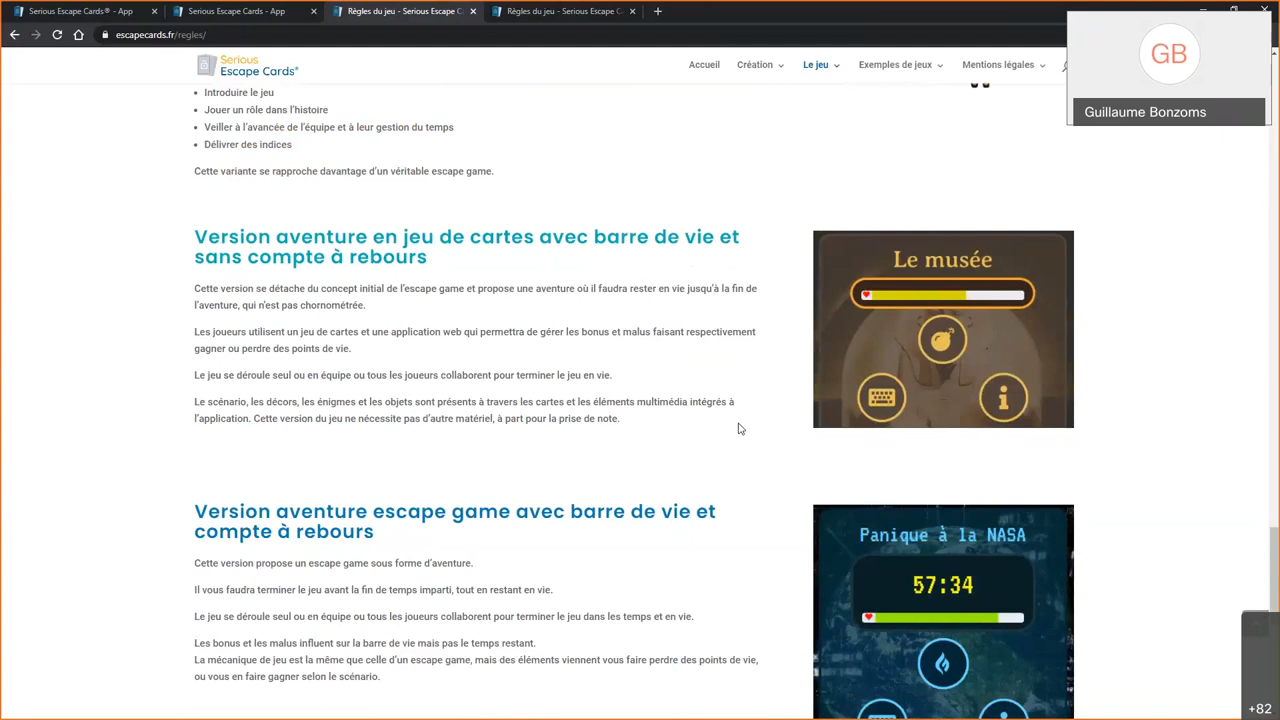 Serious Escape Cards® - App
Serious Escape Cards - App
Règles du jeu - Serious Escape C
Règles du jeu - Serious Escape C
escapecards.fr/regles/
Serious
Escape Cards®
Accueil
Création
Le jeu
Exemples de jeux
Mentions légales
GB
Guillaume Bonzoms
Introduire le jeu
Jouer un rôle dans l'histoire
Veiller à l'avancée de l'équipe et à leur gestion du temps
Délivrer des indices
Cette variante se rapproche davantage d'un véritable escape game.
Version aventure en jeu de cartes avec barre de vie et
sans compte à rebours
Cette version se détache du concept initial de l'escape game et propose une aventure où il faudra rester en vie jusqu'à la fin de
l'aventure, qui n'est pas chornométrée.
Les joueurs utilisent un jeu de cartes et une application web qui permettra de gérer les bonus et malus faisant respectivement
gagner ou perdre des points de vie.
Le jeu se déroule seul ou en équipe ou tous les joueurs collaborent pour terminer le jeu en vie.
Le scénario, les décors, les énigmes et les objets sont présents à travers les cartes et les éléments multimédia intégrés à
l'application. Cette version du jeu ne nécessite pas d'autre matériel, à part pour la prise de note.
Le musée
Version aventure escape game avec barre de vie et
compte à rebours
Cette version propose un escape game sous forme d'aventure.
Il vous faudra terminer le jeu avant la fin de temps imparti, tout en restant en vie.
Le jeu se déroule seul ou en équipe ou tous les joueurs collaborent pour terminer le jeu dans les temps et en vie.
Les bonus et les malus influent sur la barre de vie mais pas le temps restant.
La mécanique de jeu est la même que celle d'un escape game, mais des éléments viennent vous faire perdre des points de vie,
ou vous en faire gagner selon le scénario.
Panique à la NASA
57:34
+82